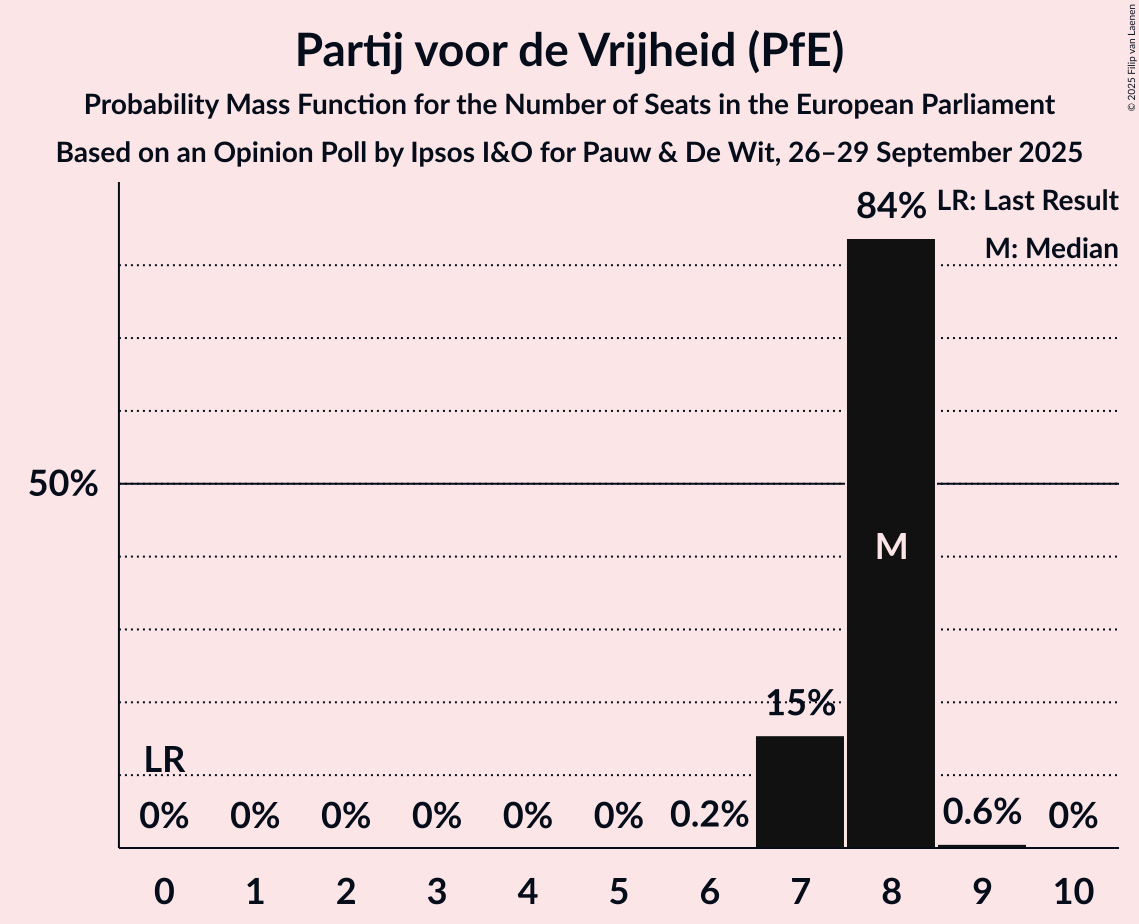 Partij voor de Vrijheid (PfE)
Probability Mass Function for the Number of Seats in the European Parliament
Based on an Opinion Poll by Ipsos I&O for Pauw & De Wit, 26–29 September 2025
© 2025 Filip van Laenen
LR: Last Result
M: Median
84%
50%
M
15%
LR
0% 0% 0% 0% 0% 0% 0.2% 0.6% 0%
0 1 2 3 4 5 6 7 8 9 10